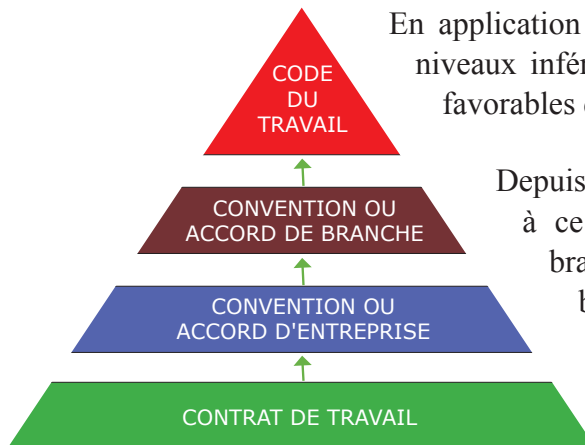 En application
niveaux infér
favorables
CODE
DU
TRAVAIL
Depuis
à ce
bra
CONVENTION OU
ACCORD DE BRANCHE
CONVENTION OU
ACCORD D'ENTREPRISE
CONTRAT DE TRAVAIL